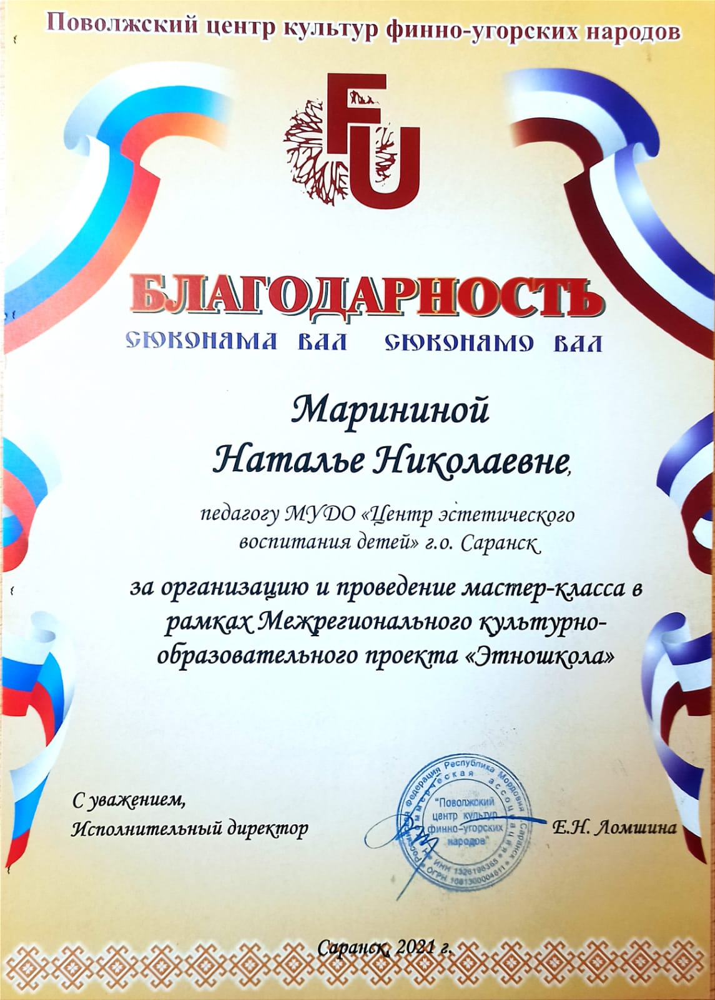 Поволжский центр культур финно-угорских народов
FU
БЛАГОДАРНОСТЬ
СЮКОНЯМА ВАЛ СЮКОНЯМО ВАЛ
Марининой
Наталье Николаевне,
педагогу МУДО «Центр эстетического
воспитания детей» г.о. Саранск
за организацию и проведение мастер-класса в
рамках Межрегионального культурно-
образовательного проекта «Этношкола»
С уважением,
Исполнительный директор
Российская Федерация Республика Мордовия г.Саранск
Некоммерческая ассоциация
"Поволжский
центр культур
финно-угорских
народов"
ИНН 1326198365
ОГРН
Е.Н. Ломшина
Саранск, 2021 г.